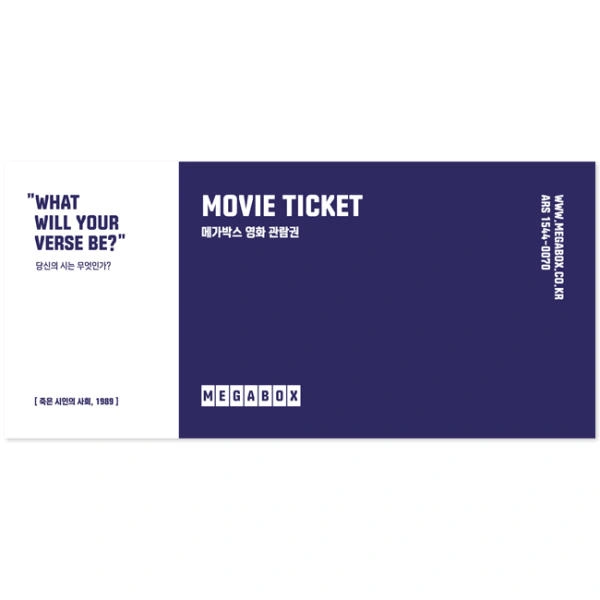 "WHAT
WILL YOUR
VERSE BE?"
당신의 시는 무엇인가?
[ 죽은 시인의 사회, 1989 ]
MOVIE TICKET
메가박스 영화 관람권
MEGABOX
WWW.MEGABOX.CO.KR
ARS 1544-0070